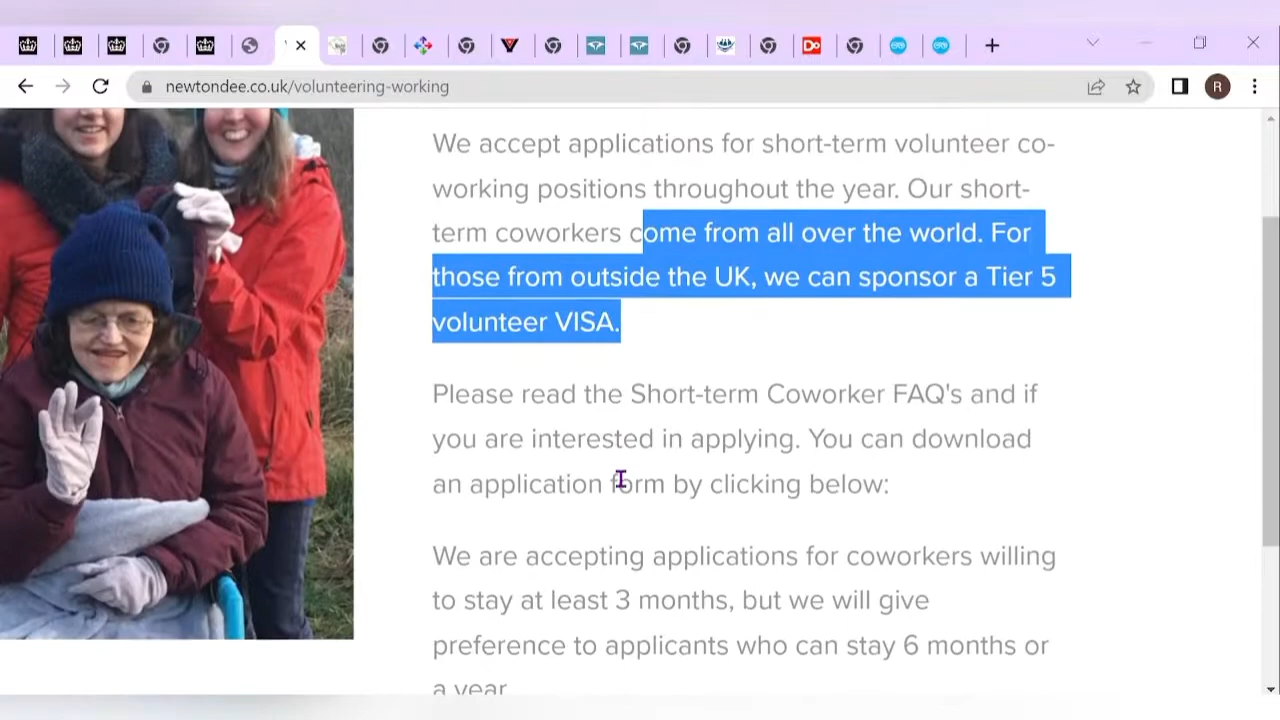 Do
newtondee.co.uk/volunteering-working
R
We accept applications for short-term volunteer co-
working positions throughout the year. Our short-
term coworkers come from all over the world. For
those from outside the UK, we can sponsor a Tier 5
volunteer VISA.
Please read the Short-term Coworker FAQ's and if
you are interested in applying. You can download
an application form by clicking below:
We are accepting applications for coworkers willing
to stay at least 3 months, but we will give
preference to applicants who can stay 6 months or
a year